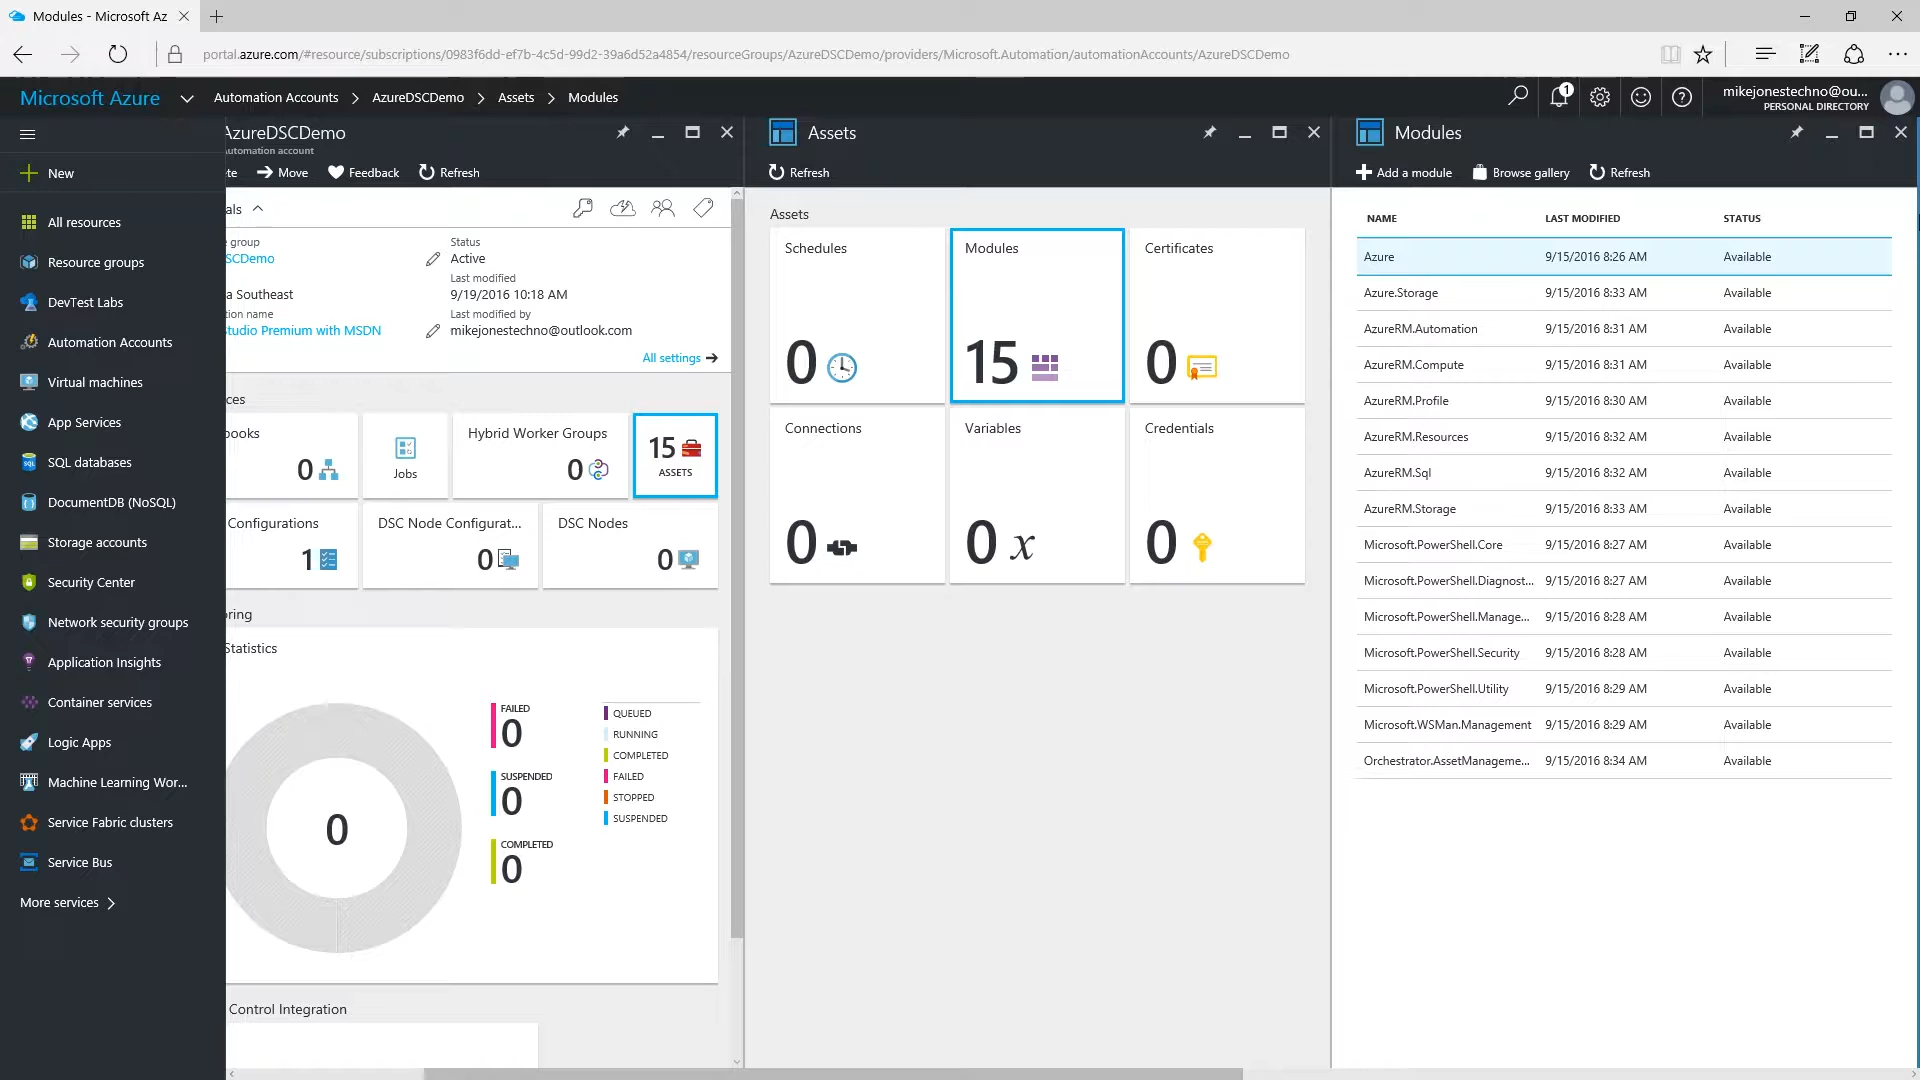 Modules - Microsoft Az
portal.azure.com/#resource/subscriptions/0983f6dd-ef7b-4c5d-99d2-39a6d52a4854/resourceGroups/AzureDSCDemo/providers/Microsoft.Automation/automationAccounts/AzureDSCDemo
Microsoft Azure
Automation Accounts > AzureDSCDemo > Assets > Modules
1
mikejonestechno@ou...
PERSONAL DIRECTORY
New
All resources
Resource groups
DevTest Labs
Automation Accounts
Virtual machines
App Services
SQL databases
DocumentDB (NoSQL)
Storage accounts
Security Center
Network security groups
Application Insights
Container services
Logic Apps
Machine Learning Wor...
Service Fabric clusters
Service Bus
More services >
AzureDSCDemo
utomation account
te Move Feedback Refresh
als
e group
SCDemo
a Southeast
tion name
tudio Premium with MSDN
Status
Active
Last modified
9/19/2016 10:18 AM
Last modified by
mikejonestechno@outlook.com
All settings
ces
books
0
Jobs
Hybrid Worker Groups
0
15
ASSETS
Configurations
1
DSC Node Configurat...
0
DSC Nodes
0
oring
Statistics
0
FAILED
0
SUSPENDED
0
COMPLETED
0
QUEUED
RUNNING
COMPLETED
FAILED
STOPPED
SUSPENDED
Control Integration
Assets
Refresh
Assets
Schedules
0
Modules
15
Certificates
0
Connections
0
Variables
0 x
Credentials
0
Modules
Add a module Browse gallery Refresh
NAME LAST MODIFIED STATUS
Azure 9/15/2016 8:26 AM Available
Azure.Storage 9/15/2016 8:33 AM Available
AzureRM.Automation 9/15/2016 8:31 AM Available
AzureRM.Compute 9/15/2016 8:31 AM Available
AzureRM.Profile 9/15/2016 8:30 AM Available
AzureRM.Resources 9/15/2016 8:32 AM Available
AzureRM.Sql 9/15/2016 8:32 AM Available
AzureRM.Storage 9/15/2016 8:33 AM Available
Microsoft.PowerShell.Core 9/15/2016 8:27 AM Available
Microsoft.PowerShell.Diagnost... 9/15/2016 8:27 AM Available
Microsoft.PowerShell.Manage... 9/15/2016 8:28 AM Available
Microsoft.PowerShell.Security 9/15/2016 8:28 AM Available
Microsoft.PowerShell.Utility 9/15/2016 8:29 AM Available
Microsoft.WSMan.Management 9/15/2016 8:29 AM Available
Orchestrator.AssetManageme... 9/15/2016 8:34 AM Available